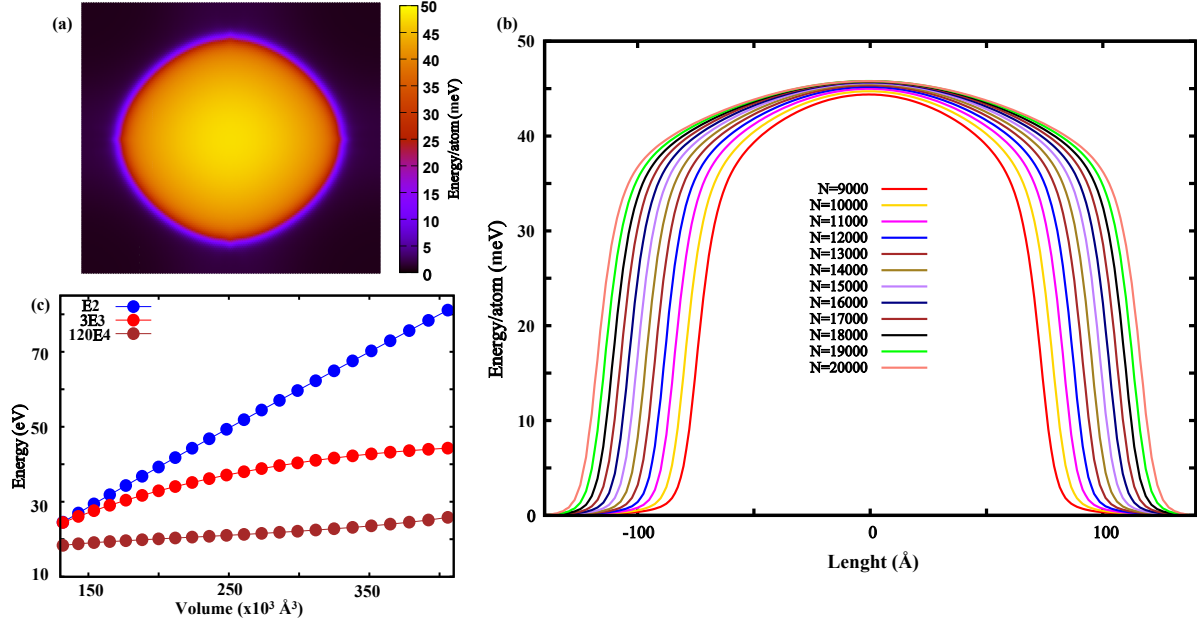 (a)
50
45
40
35
30
25
20
15
10
5
0
Energy/atom (meV)
(b)
50
40
30
20
10
0
Energy/atom (meV)
-100
0
100
Lenght (Å)
N=9000
N=10000
N=11000
N=12000
N=13000
N=14000
N=15000
N=16000
N=17000
N=18000
N=19000
N=20000
(c)
E2
3E3
120E4
70
50
30
10
Energy (eV)
150
250
350
Volume (x10³ Å³)